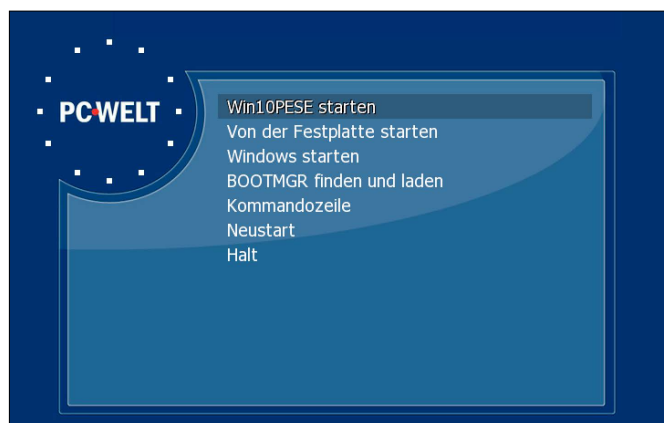 PC WELT
Win10PESE starten
Von der Festplatte starten
Windows starten
BOOTMGR finden und laden
Kommandozeile
Neustart
Halt